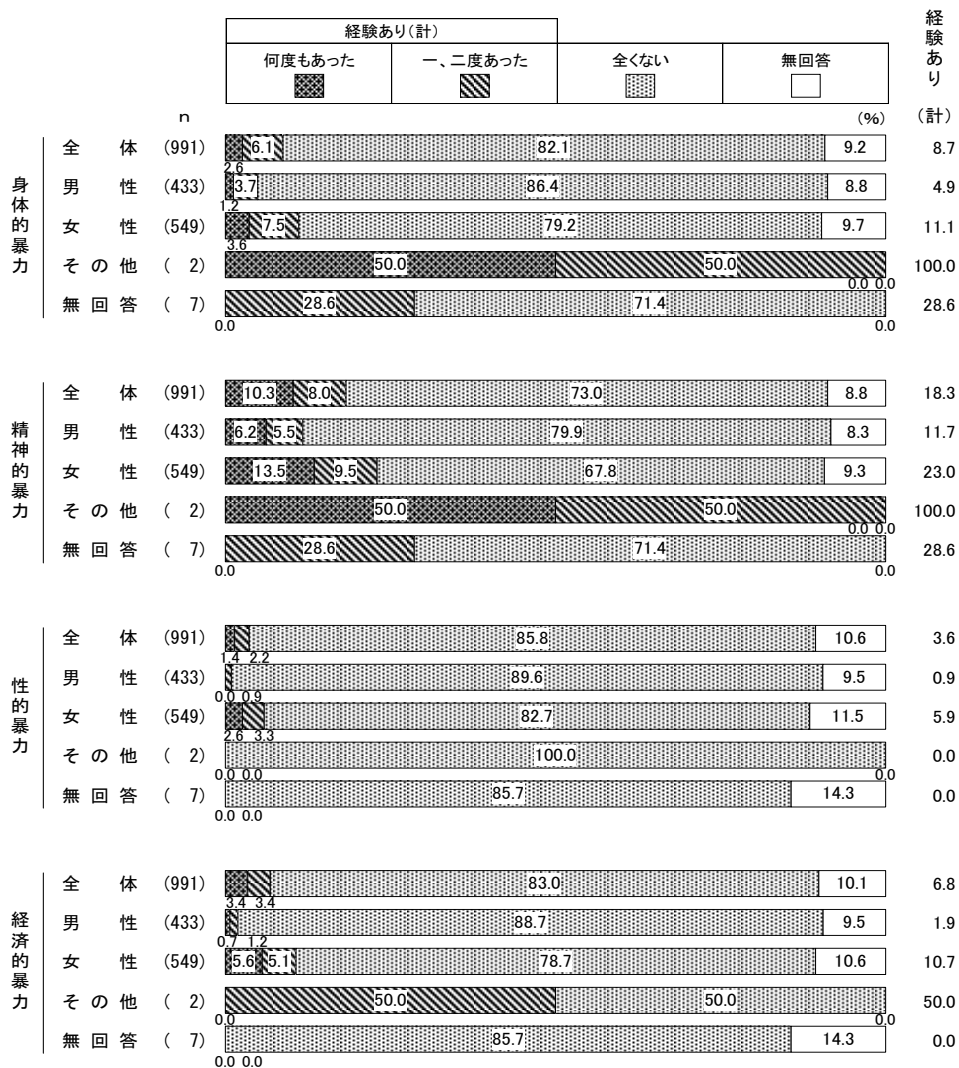 経験あり（計）
何度もあった 一、二度あった 全くない 無回答
経験あり（計）
n (%)
身体的暴力
全体 (991) 2.6 6.1 82.1 9.2 8.7
男性 (433) 1.2 3.7 86.4 8.8 4.9
女性 (549) 3.6 7.5 79.2 9.7 11.1
その他 ( 2) 50.0 50.0 0.0 0.0 100.0
無回答 ( 7) 0.0 28.6 71.4 0.0 28.6
精神的暴力
全体 (991) 10.3 8.0 73.0 8.8 18.3
男性 (433) 6.2 5.5 79.9 8.3 11.7
女性 (549) 13.5 9.5 67.8 9.3 23.0
その他 ( 2) 50.0 50.0 0.0 0.0 100.0
無回答 ( 7) 0.0 28.6 71.4 0.0 28.6
性的暴力
全体 (991) 1.4 2.2 85.8 10.6 3.6
男性 (433) 0.0 0.9 89.6 9.5 0.9
女性 (549) 2.6 3.3 82.7 11.5 5.9
その他 ( 2) 0.0 0.0 100.0 0.0 0.0
無回答 ( 7) 0.0 0.0 85.7 14.3 0.0
経済的暴力
全体 (991) 3.4 3.4 83.0 10.1 6.8
男性 (433) 0.7 1.2 88.7 9.5 1.9
女性 (549) 5.6 5.1 78.7 10.6 10.7
その他 ( 2) 0.0 50.0 50.0 0.0 50.0
無回答 ( 7) 0.0 0.0 85.7 14.3 0.0